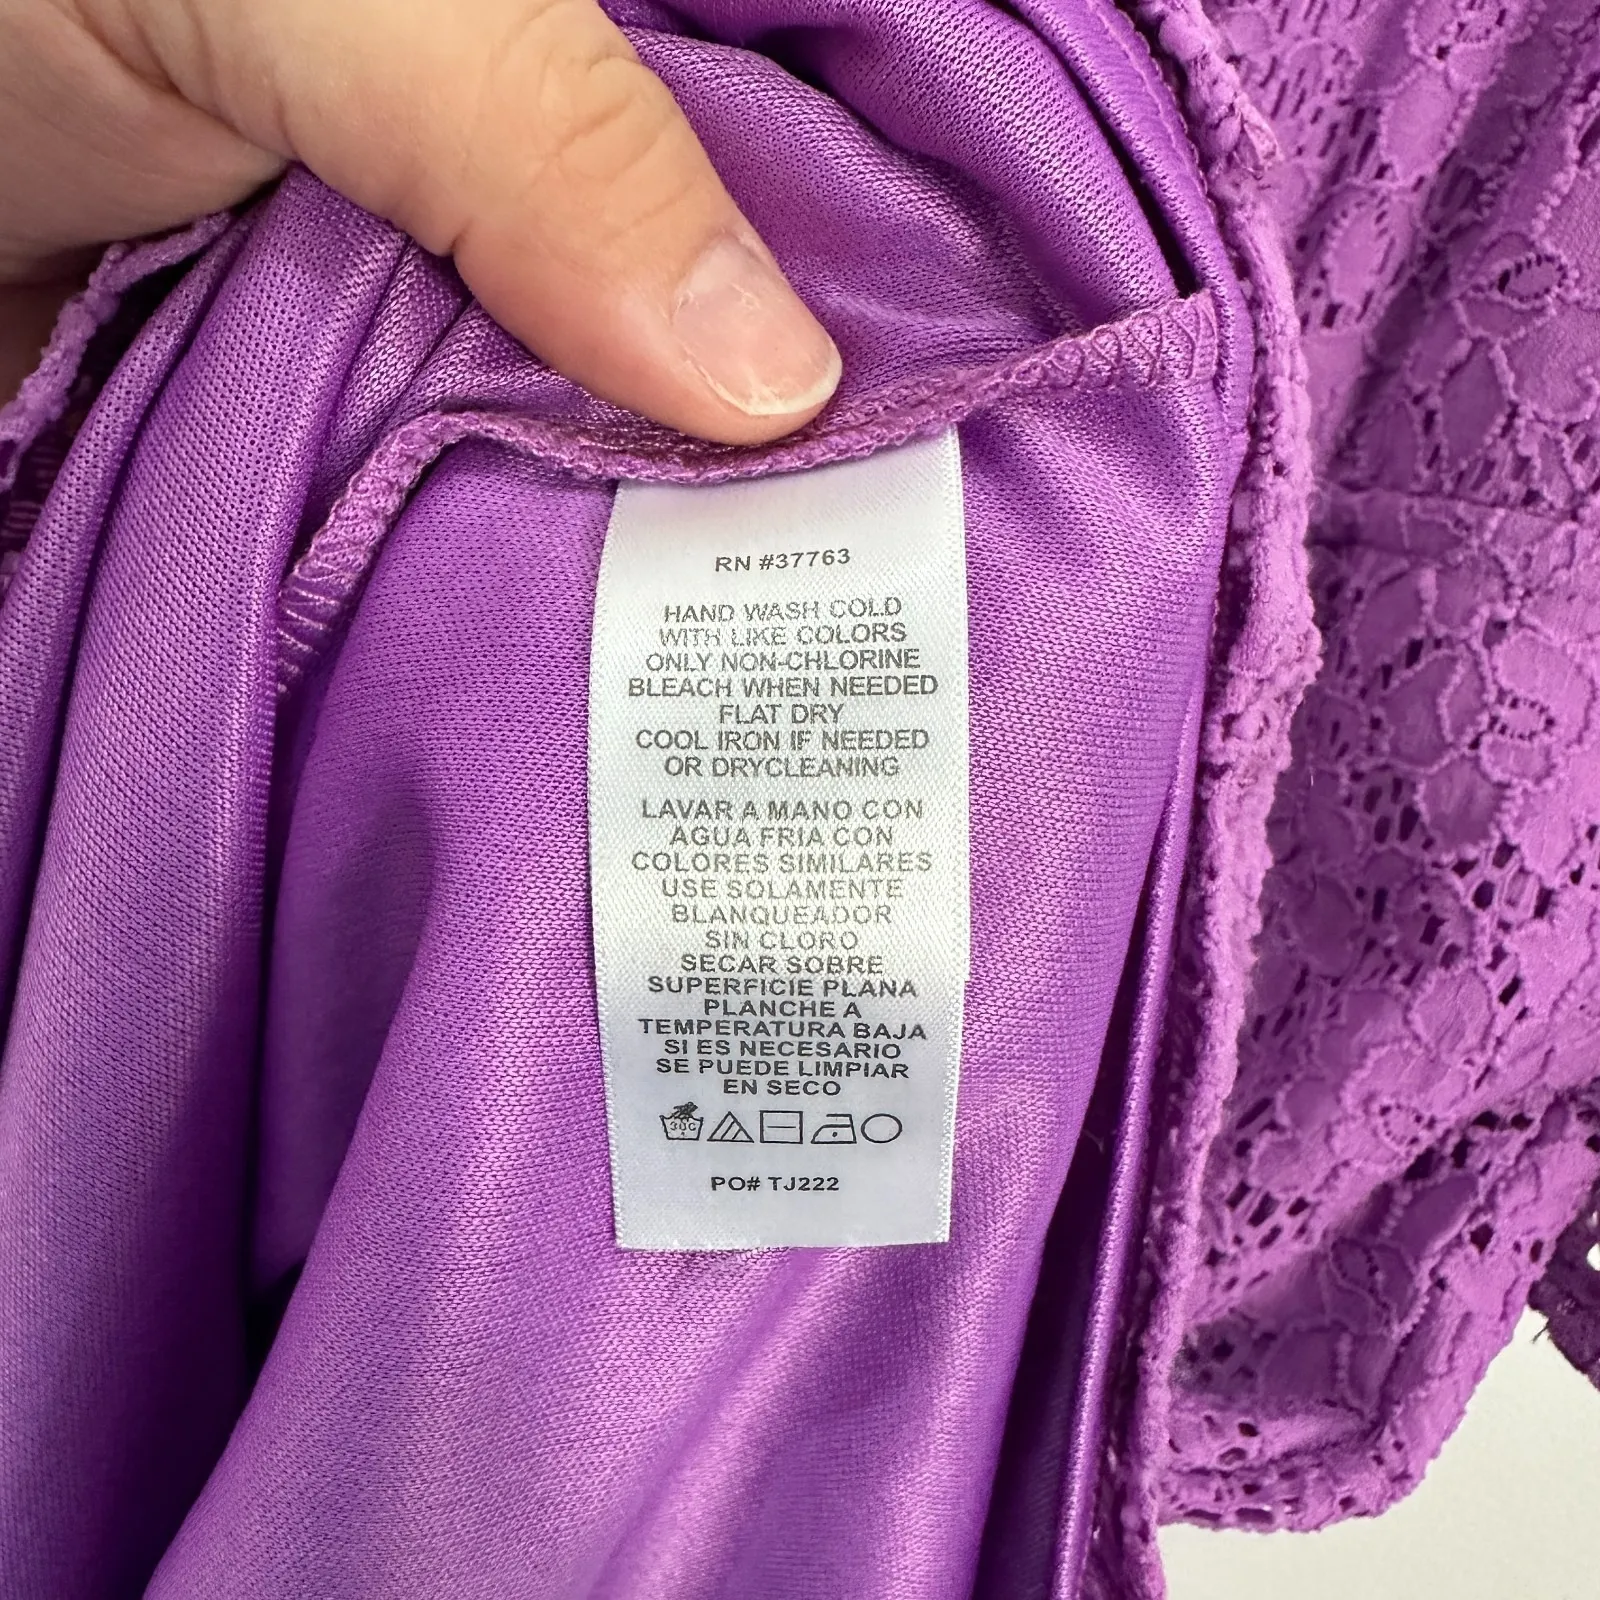 RN #37763
HAND WASH COLD
WITH LIKE COLORS
ONLY NON-CHLORINE
BLEACH WHEN NEEDED
FLAT DRY
COOL IRON IF NEEDED
OR DRYCLEANING
LAVAR A MANO CON
AGUA FRIA CON
COLORES SIMILARES
USE SOLAMENTE
BLANQUEADOR
SIN CLORO
SECAR SOBRE
SUPERFICIE PLANA
PLANCHE A
TEMPERATURA BAJA
SI ES NECESARIO
SE PUEDE LIMPIAR
EN SECO
30C
PO# TJ222